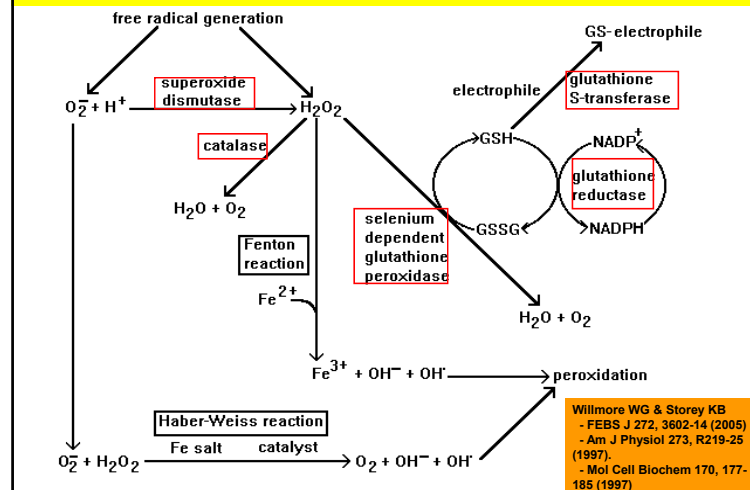 free radical generation
GS-electrophile
electrophile
glutathione
S-transferase
superoxide
dismutase
O2̄ + H+
H2O2
catalase
GSH
NADP+
glutathione
reductase
H2O + O2
selenium
dependent
glutathione
peroxidase
GSSG
NADPH
Fenton
reaction
Fe2+
H2O + O2
Fe3+ + OH− + OH·
peroxidation
Haber-Weiss reaction
Fe salt catalyst
O2̄ + H2O2
O2 + OH− + OH·
Willmore WG & Storey KB
- FEBS J 272, 3602-14 (2005)
- Am J Physiol 273, R219-25
(1997).
- Mol Cell Biochem 170, 177-
185 (1997)